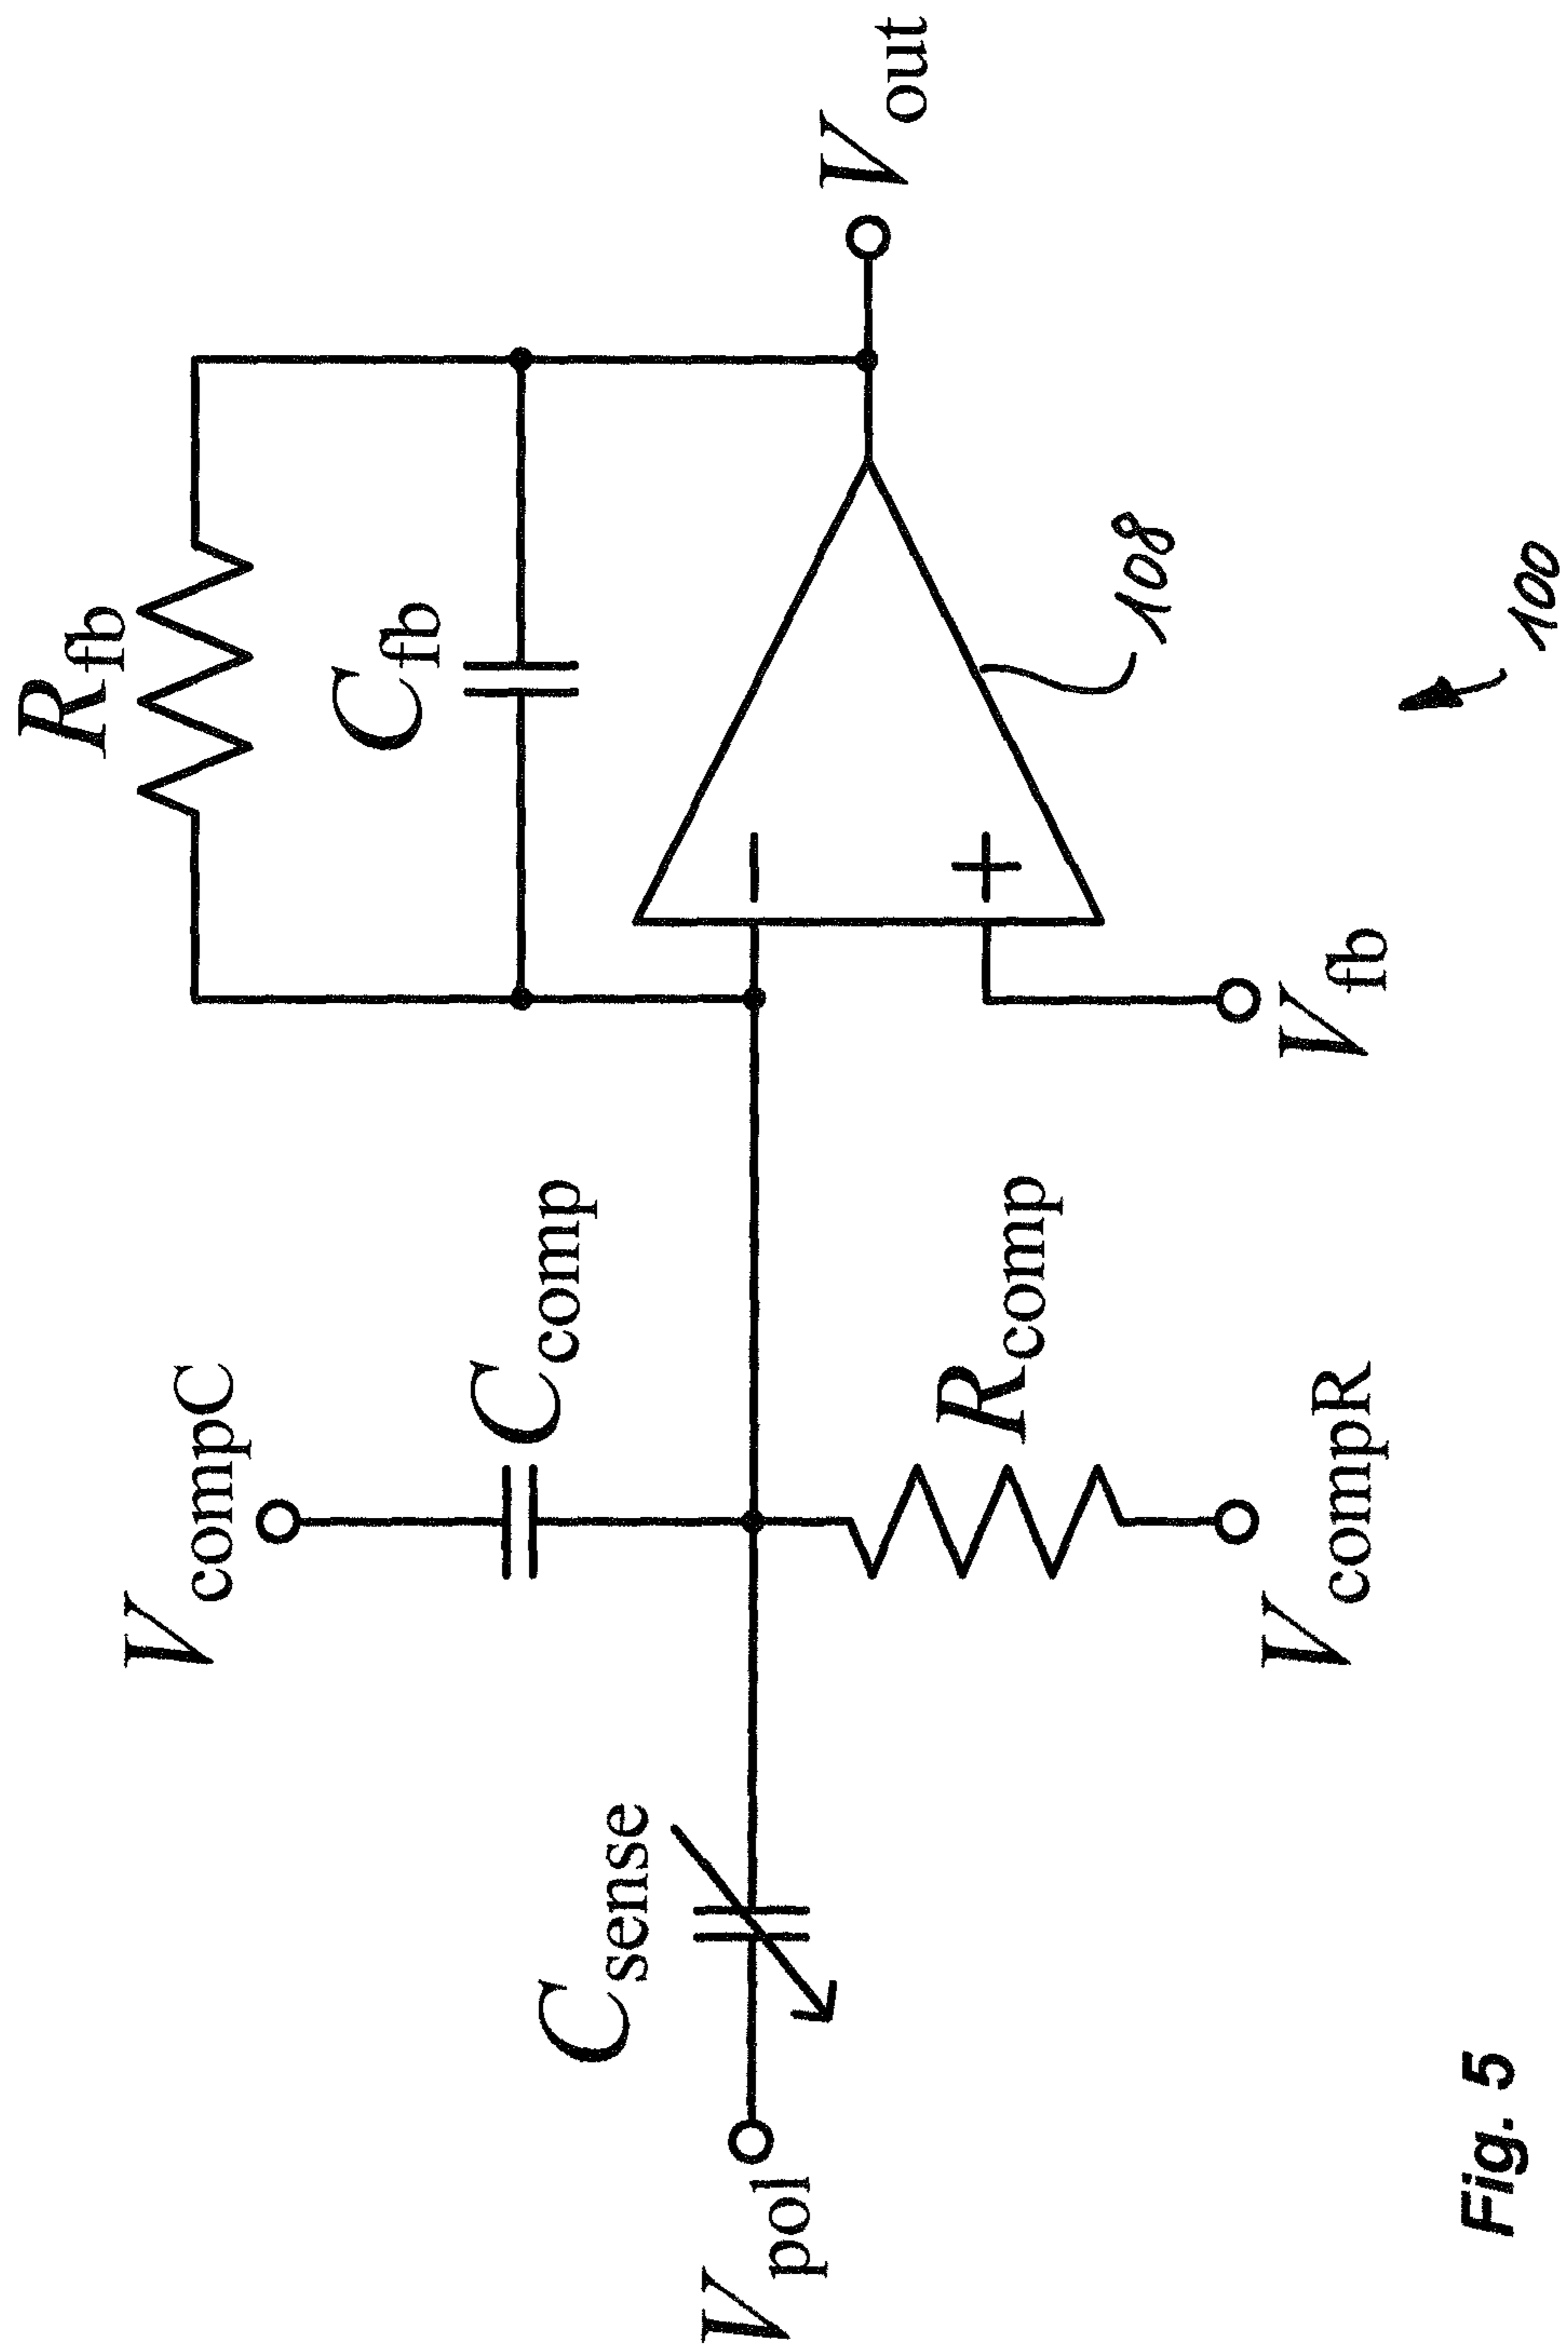 R_fb
C_fb
V_compC
C_comp
C_sense
V_pol
R_comp
V_compR
V_fb
−
+
V_out
108
100
Fig. 5